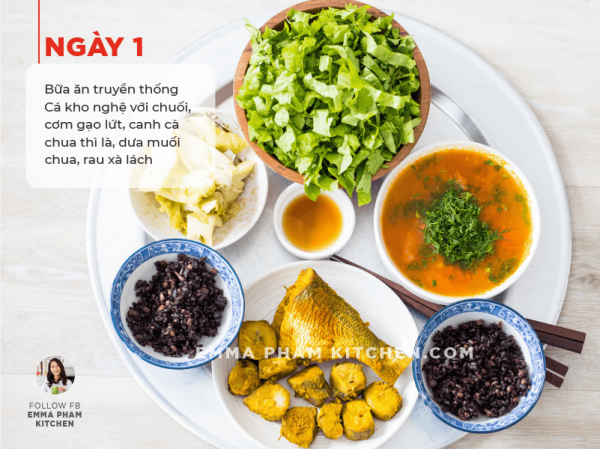 NGÀY 1
Bữa ăn truyền thống
Cá kho nghệ với chuối,
cơm gạo lứt, canh cà
chua thì là, dưa muối
chua, rau xà lách
EMMA PHAM KITCHEN.COM
FOLLOW FB
EMMA PHAM
KITCHEN